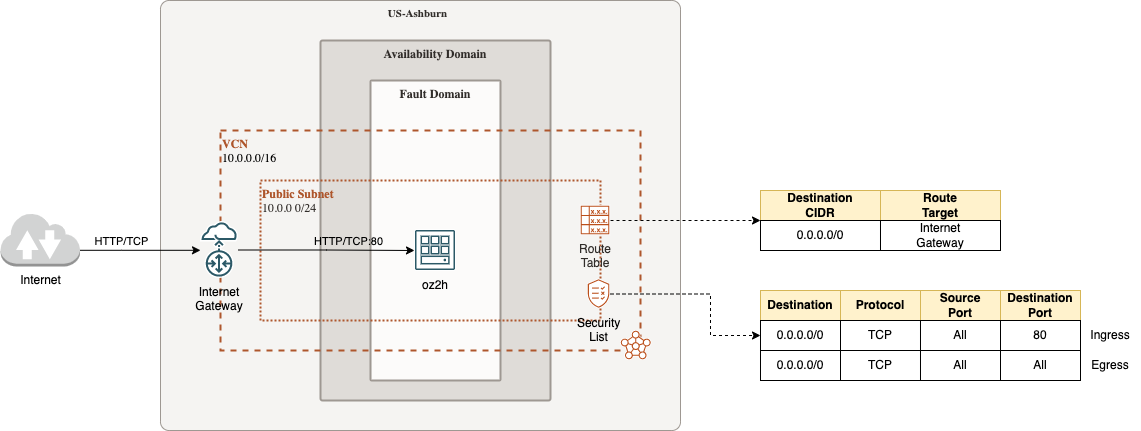 US-Ashburn
Availability Domain
Fault Domain
VCN
10.0.0.0/16
Public Subnet
10.0.0 0/24
HTTP/TCP
Internet
Internet
Gateway
HTTP/TCP:80
oz2h
x.x.x.
x.x.x.
x.x.x.
Route
Table
Security
List
Destination
CIDR
Route
Target
0.0.0.0/0
Internet
Gateway
Destination
Protocol
Source
Port
Destination
Port
0.0.0.0/0
TCP
All
80
Ingress
0.0.0.0/0
TCP
All
All
Egress